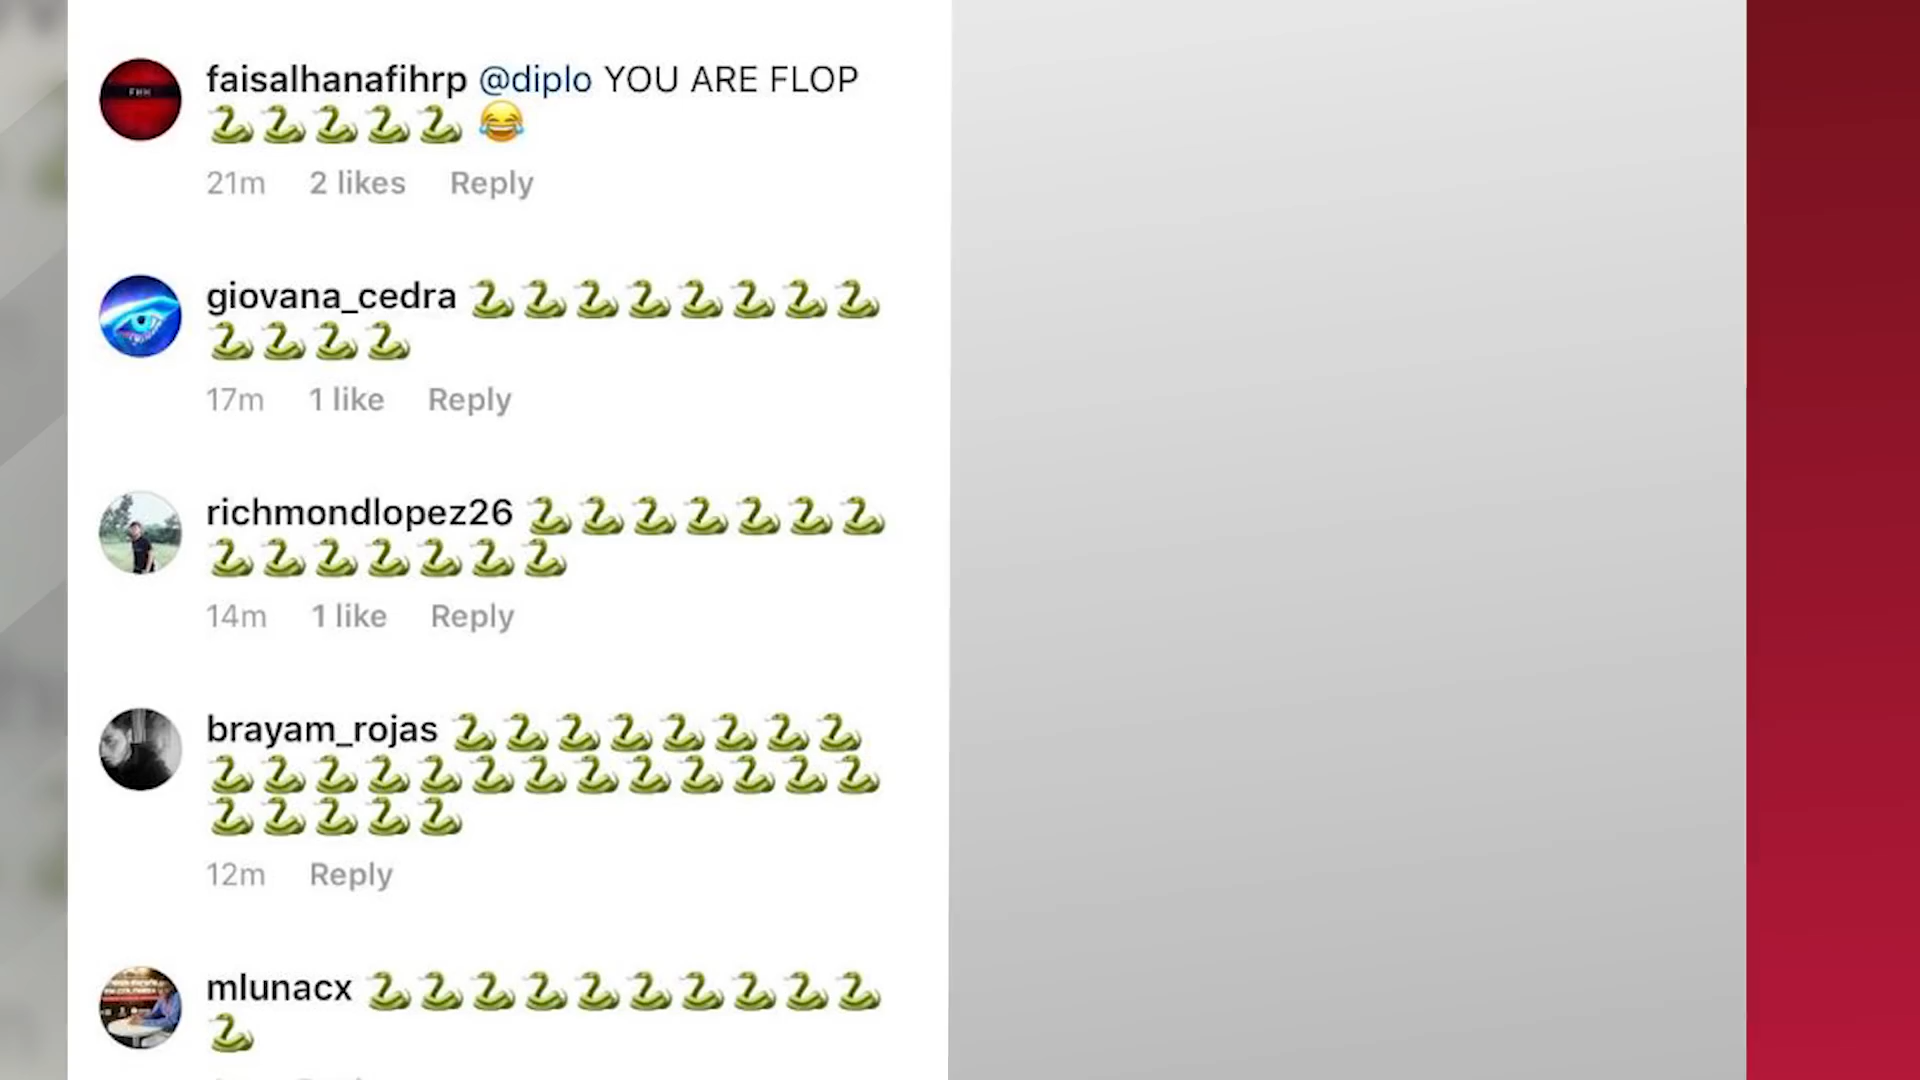 faisalhanafihrp @diplo YOU ARE FLOP
🐍🐍🐍🐍🐍 😂
21m 2 likes Reply
giovana_cedra 🐍🐍🐍🐍🐍🐍🐍🐍
🐍🐍🐍🐍
17m 1 like Reply
richmondlopez26 🐍🐍🐍🐍🐍🐍🐍
🐍🐍🐍🐍🐍🐍🐍
14m 1 like Reply
brayam_rojas 🐍🐍🐍🐍🐍🐍🐍🐍
🐍🐍🐍🐍🐍🐍🐍🐍🐍🐍🐍🐍🐍
🐍🐍🐍🐍🐍
12m Reply
mlunacx 🐍🐍🐍🐍🐍🐍🐍🐍🐍🐍
🐍